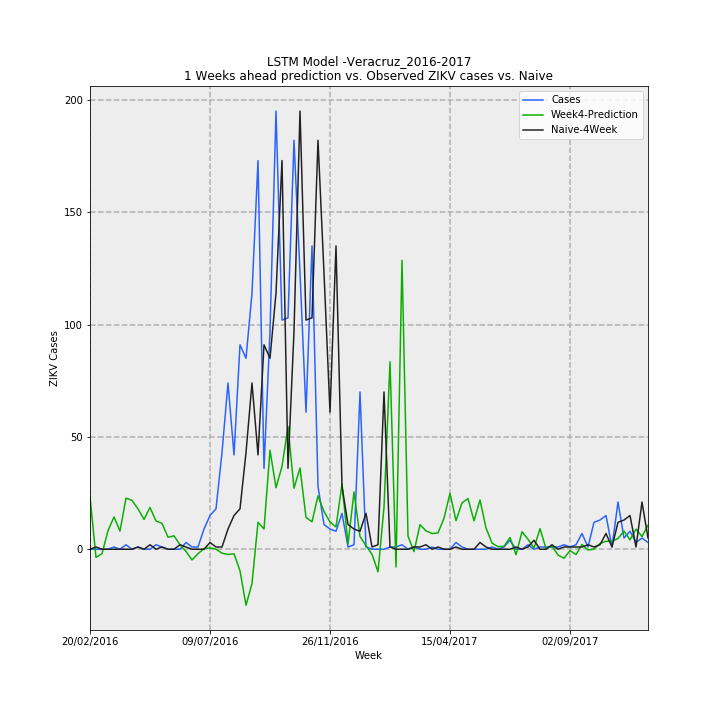 LSTM Model -Veracruz_2016-2017
1 Weeks ahead prediction vs. Observed ZIKV cases vs. Naive
Cases
Week4-Prediction
Naive-4Week
200
150
100
50
0
ZIKV Cases
20/02/2016
09/07/2016
26/11/2016
15/04/2017
02/09/2017
Week